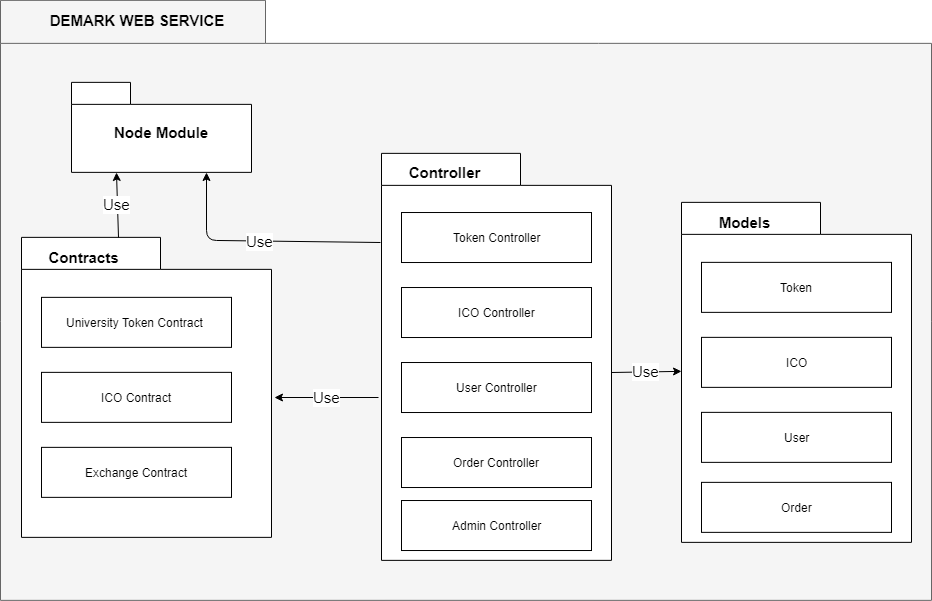 DEMARK WEB SERVICE
Node Module
Use
Use
Contracts
University Token Contract
ICO Contract
Exchange Contract
Use
Controller
Token Controller
ICO Controller
User Controller
Order Controller
Admin Controller
Use
Models
Token
ICO
User
Order